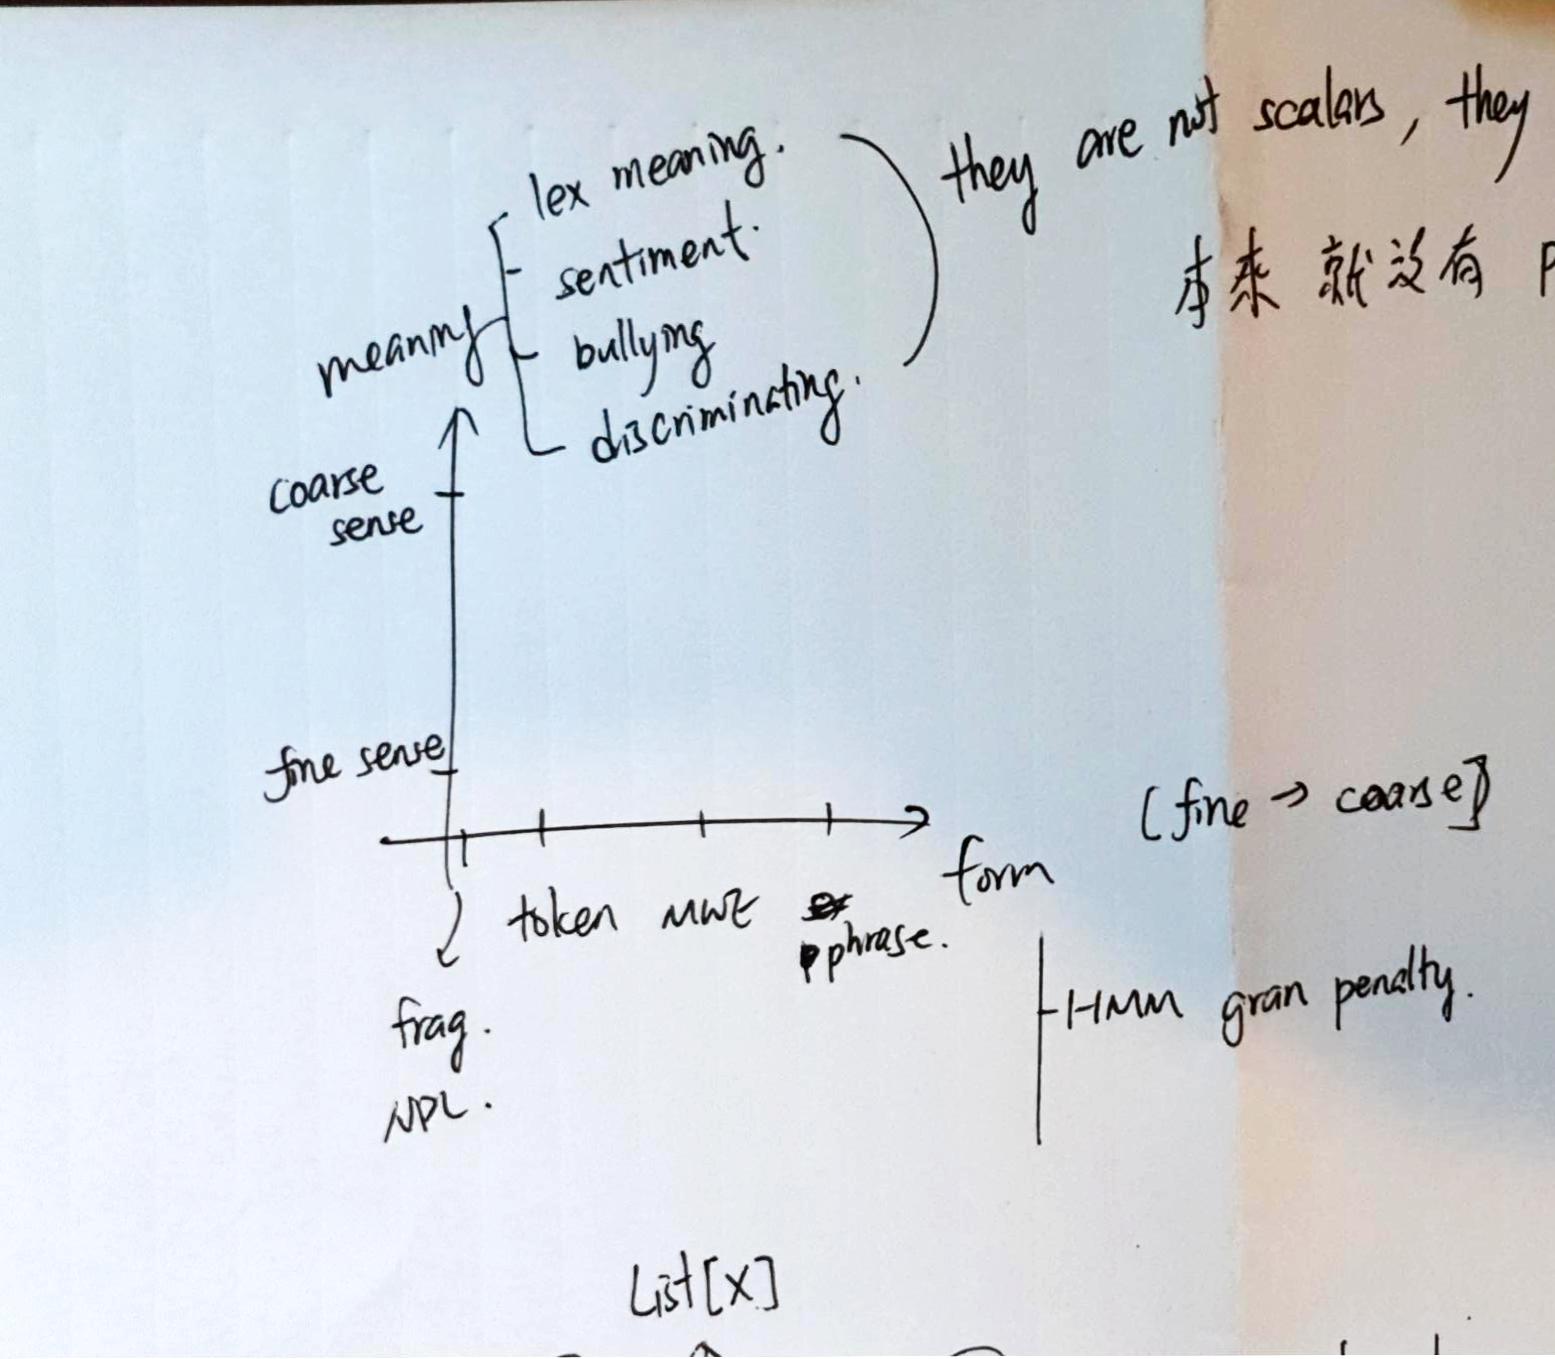 lex meaning.
they are not scalars, they
sentiment.
本来 就没有 P
meaning
bullying
discriminating.
coarse
sense
fine sense
[fine → coarse]
form
token MWE
phrase.
HMM gran penalty.
frag.
NPL.
List[X]